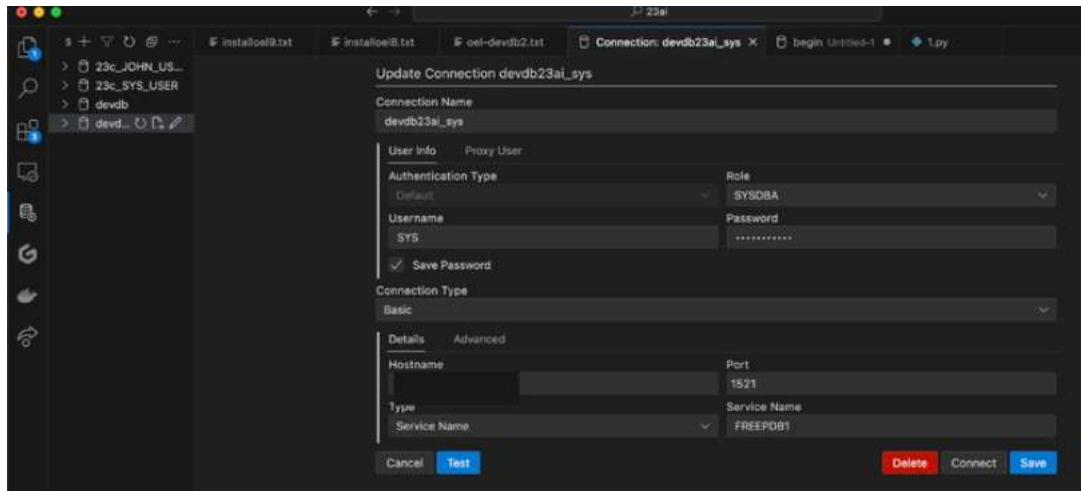 23ai
installoel9.txt
installoel8.txt
oel-devdb2.txt
Connection: devdb23ai_sys
begin Untitled-1
1.py
23c_JOHN_US...
23c_SYS_USER
devdb
devd...
Update Connection devdb23ai_sys
Connection Name
devdb23ai_sys
User Info Proxy User
Authentication Type Role
Default SYSDBA
Username Password
SYS •••••••••••
Save Password
Connection Type
Basic
Details Advanced
Hostname Port
1521
Type Service Name
Service Name FREEPDB1
Cancel Test Delete Connect Save